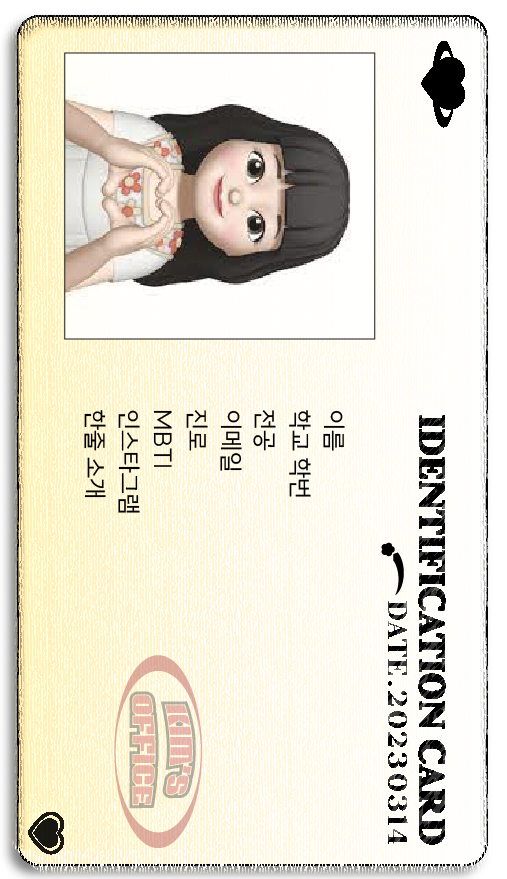 IDENTIFICATION CARD
DATE.20230314
이름
학교 학번
전공
이메일
진로
MBTI
인스타그램
한줄 소개
KIM'S
OFFICE